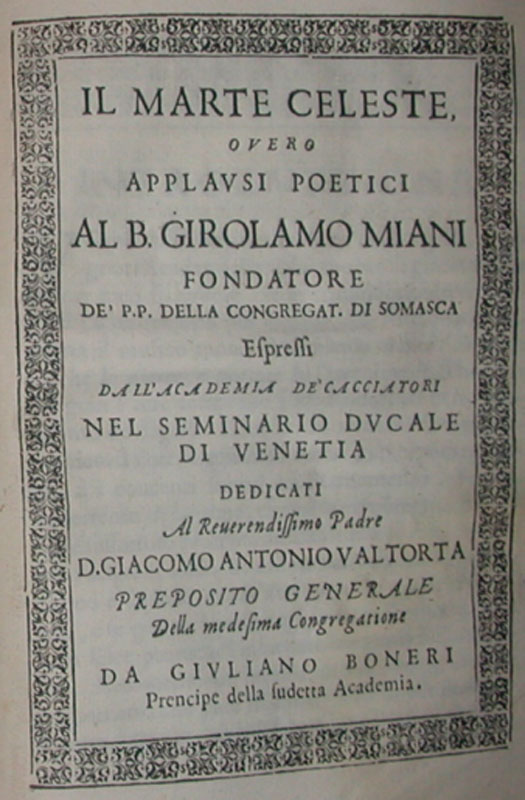 IL MARTE CELESTE,
OVERO
APPLAVSI POETICI
AL B. GIROLAMO MIANI
FONDATORE
DE' P.P. DELLA CONGREGAT. DI SOMASCA
Eſpreſſi
DALL'ACADEMIA DE' CACCIATORI
NEL SEMINARIO DVCALE
DI VENETIA
DEDICATI
Al Reuerendiſſimo Padre
D. GIACOMO ANTONIO VALTORTA
PREPOSITO GENERALE
Della medeſima Congregatione
DA GIVLIANO BONERI
Prencipe della ſudetta Academia.